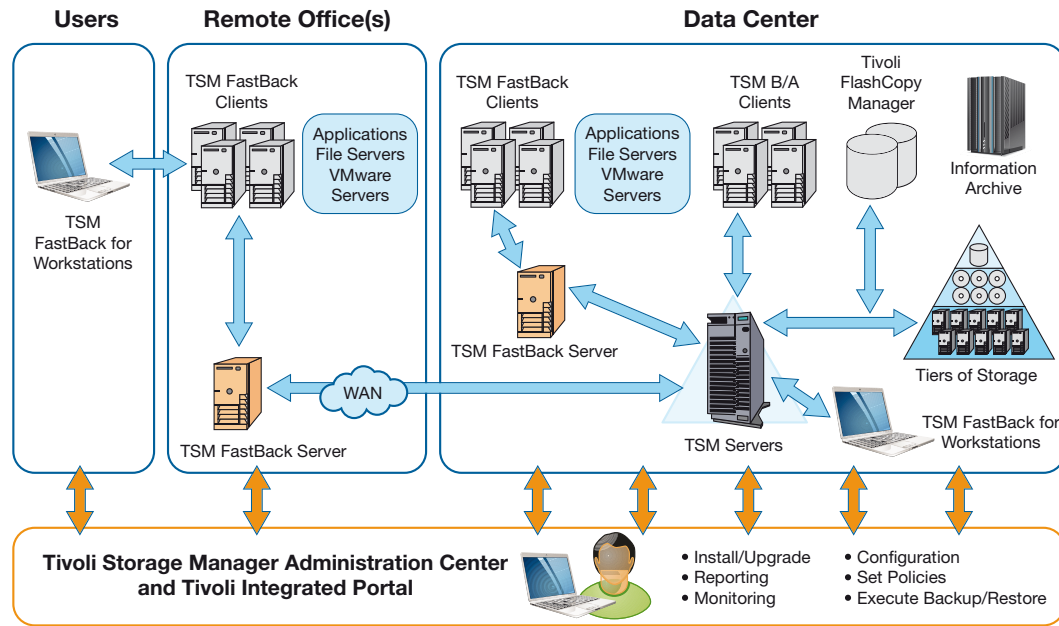 Users
Remote Office(s)
Data Center
TSM
FastBack for
Workstations
TSM FastBack
Clients
Applications
File Servers
VMware
Servers
TSM FastBack Server
WAN
TSM FastBack
Clients
Applications
File Servers
VMware
Servers
TSM FastBack Server
TSM B/A
Clients
Tivoli
FlashCopy
Manager
Information
Archive
Tiers of Storage
TSM Servers
TSM FastBack for
Workstations
Tivoli Storage Manager Administration Center
and Tivoli Integrated Portal
• Install/Upgrade
• Reporting
• Monitoring
• Configuration
• Set Policies
• Execute Backup/Restore